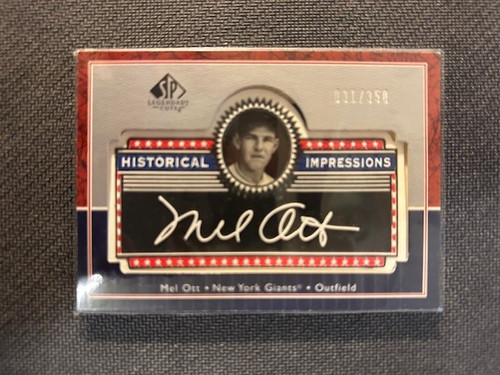 SP
LEGENDARY
CUTS
HISTORICAL IMPRESSIONS
Mel Ott
Mel Ott • New York Giants® • Outfield